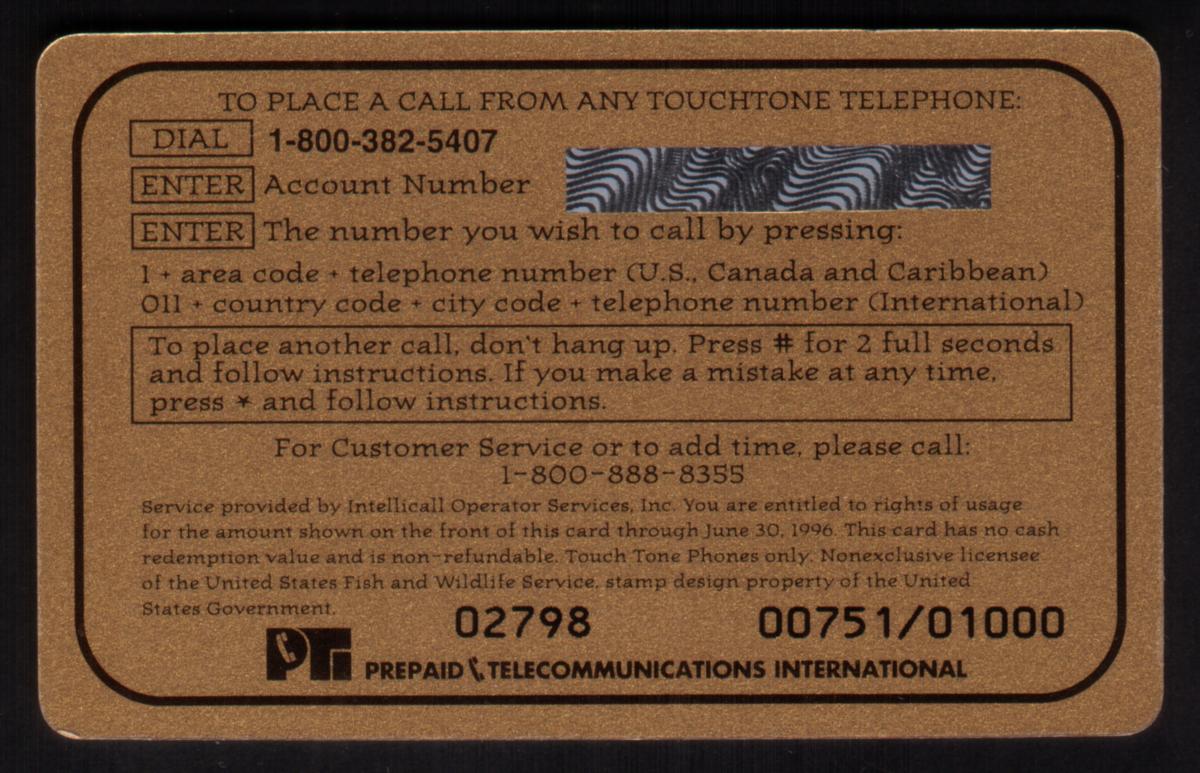 TO PLACE A CALL FROM ANY TOUCHTONE TELEPHONE:
DIAL 1-800-382-5407
ENTER Account Number
ENTER The number you wish to call by pressing:
1 + area code + telephone number (U.S., Canada and Caribbean)
011 + country code + city code + telephone number (International)
To place another call, don't hang up. Press # for 2 full seconds
and follow instructions. If you make a mistake at any time,
press * and follow instructions.
For Customer Service or to add time, please call:
1-800-888-8355
Service provided by Intellicall Operator Services, Inc. You are entitled to rights of usage
for the amount shown on the front of this card through June 30, 1996. This card has no cash
redemption value and is non-refundable. Touch Tone Phones only. Nonexclusive licensee
of the United States Fish and Wildlife Service, stamp design property of the United
States Government.
02798 00751/01000
PTI PREPAID TELECOMMUNICATIONS INTERNATIONAL